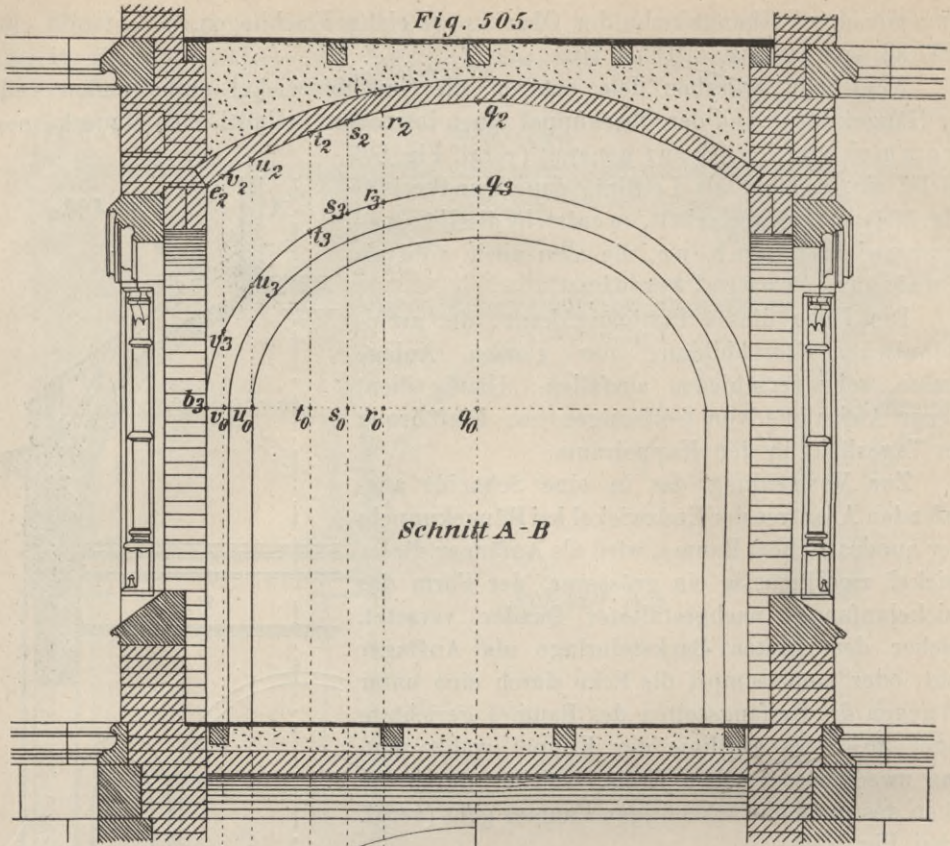 Fig. 505.
q2
r2
s2
t2
u2
v2
e2
q3
r3
s3
t3
u3
v3
b3 v0 u0 t0 s0 r0 q0
Schnitt A-B